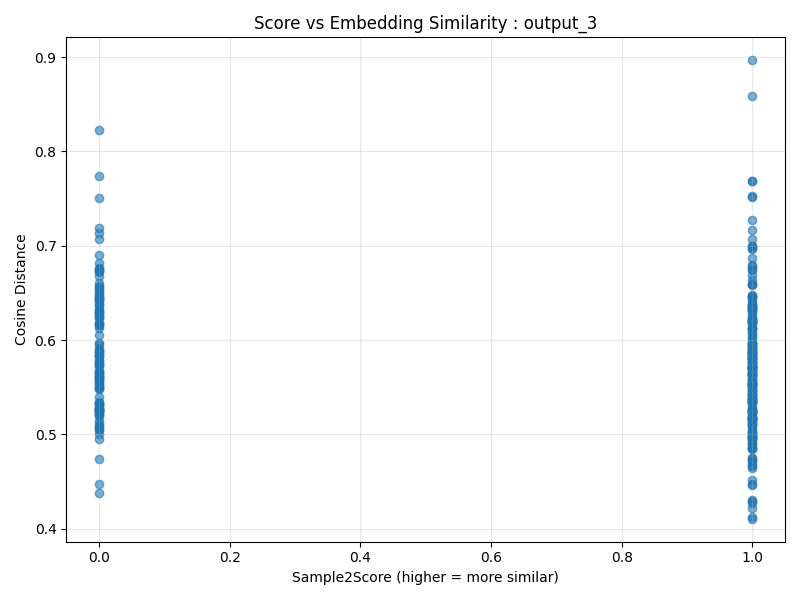 Score vs Embedding Similarity : output_3
Cosine Distance
0.9
0.8
0.7
0.6
0.5
0.4
0.0 0.2 0.4 0.6 0.8 1.0
Sample2Score (higher = more similar)